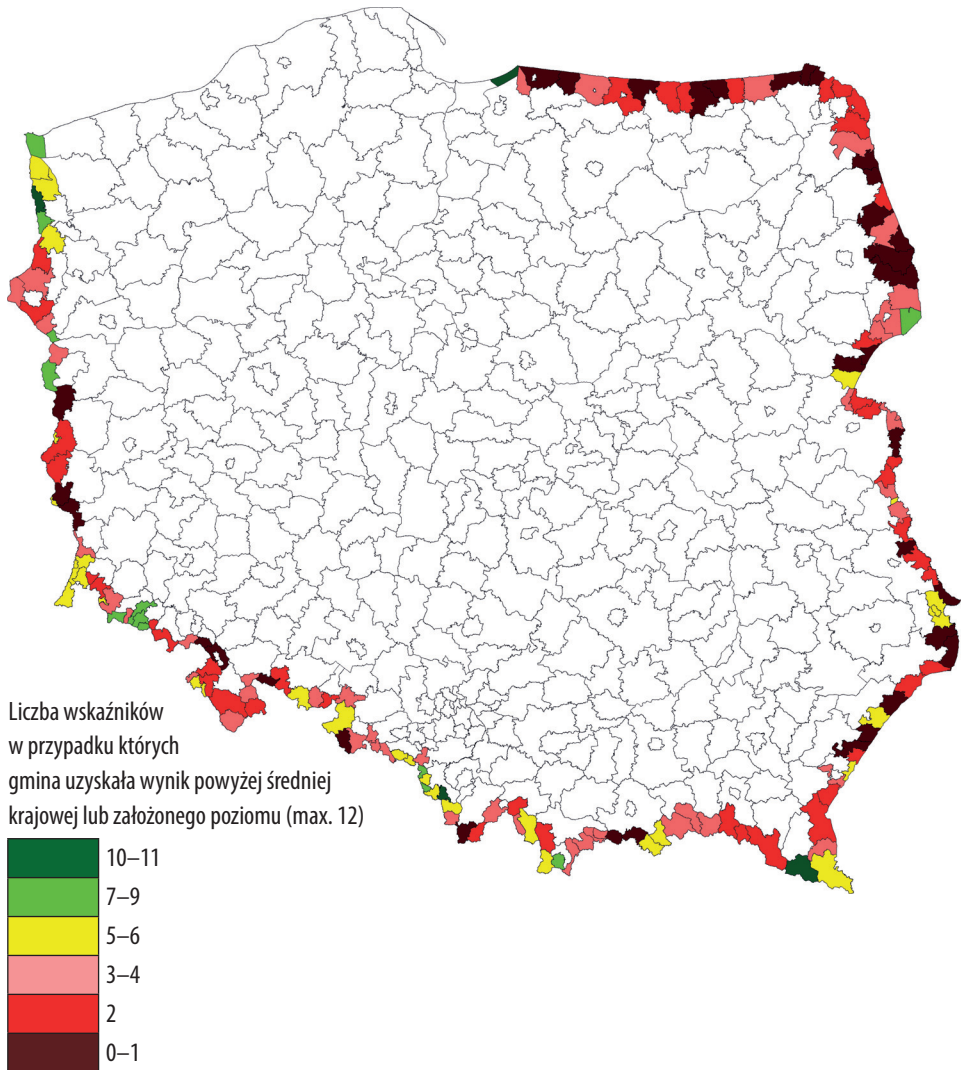 Liczba wskaźników
w przypadku których
gmina uzyskała wynik powyżej średniej
krajowej lub założonego poziomu (max. 12)
10–11
7–9
5–6
3–4
2
0–1